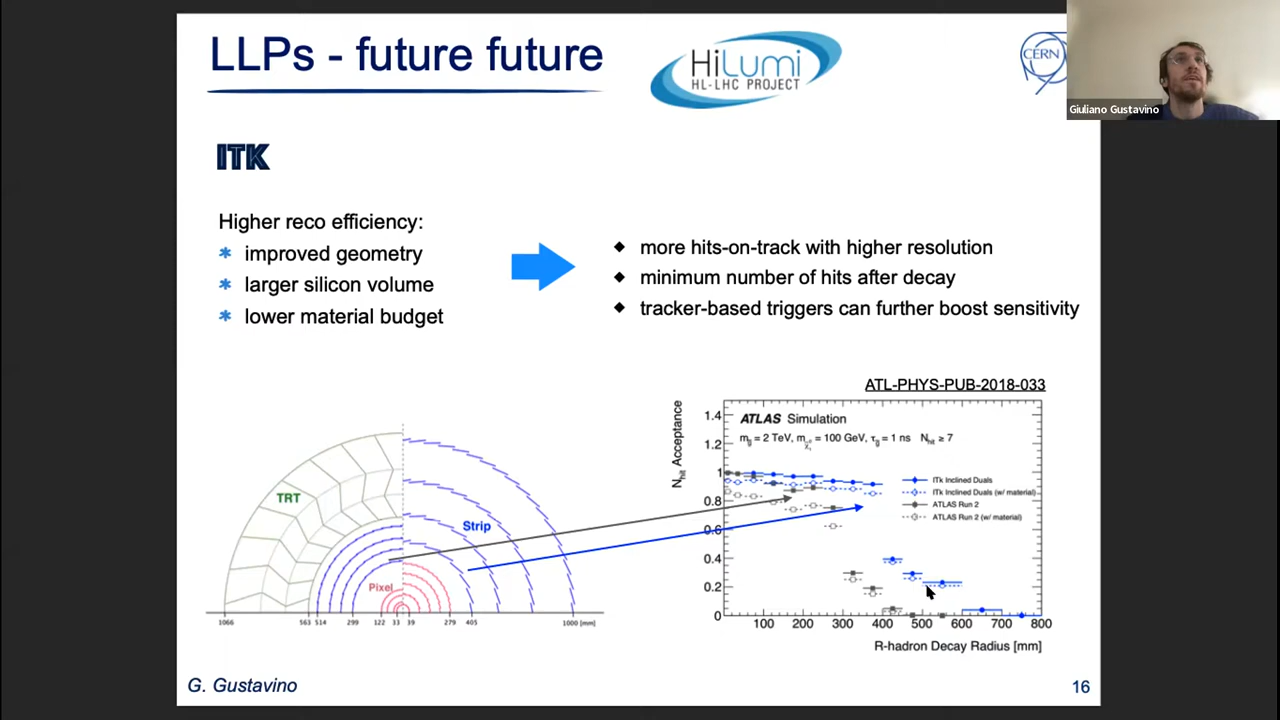 LLPs - future future
HiLumi
HL-LHC PROJECT
CERN
Giuliano Gustavino
ITK
Higher reco efficiency:
* improved geometry
* larger silicon volume
* lower material budget
◆ more hits-on-track with higher resolution
◆ minimum number of hits after decay
◆ tracker-based triggers can further boost sensitivity
ATL-PHYS-PUB-2018-033
TRT
Strip
Pixel
1066 563 514 299 122 33 39 279 405 1000 [mm]
N_hit Acceptance
ATLAS Simulation
m_g̃ = 2 TeV, m_χ̃⁰₁ = 100 GeV, τ_g̃ = 1 ns N_hit ≥ 7
ITk Inclined Duals
ITk Inclined Duals (w/ material)
ATLAS Run 2
ATLAS Run 2 (w/ material)
1.4
1.2
1
0.8
0.6
0.4
0.2
0
100 200 300 400 500 600 700 800
R-hadron Decay Radius [mm]
G. Gustavino
16